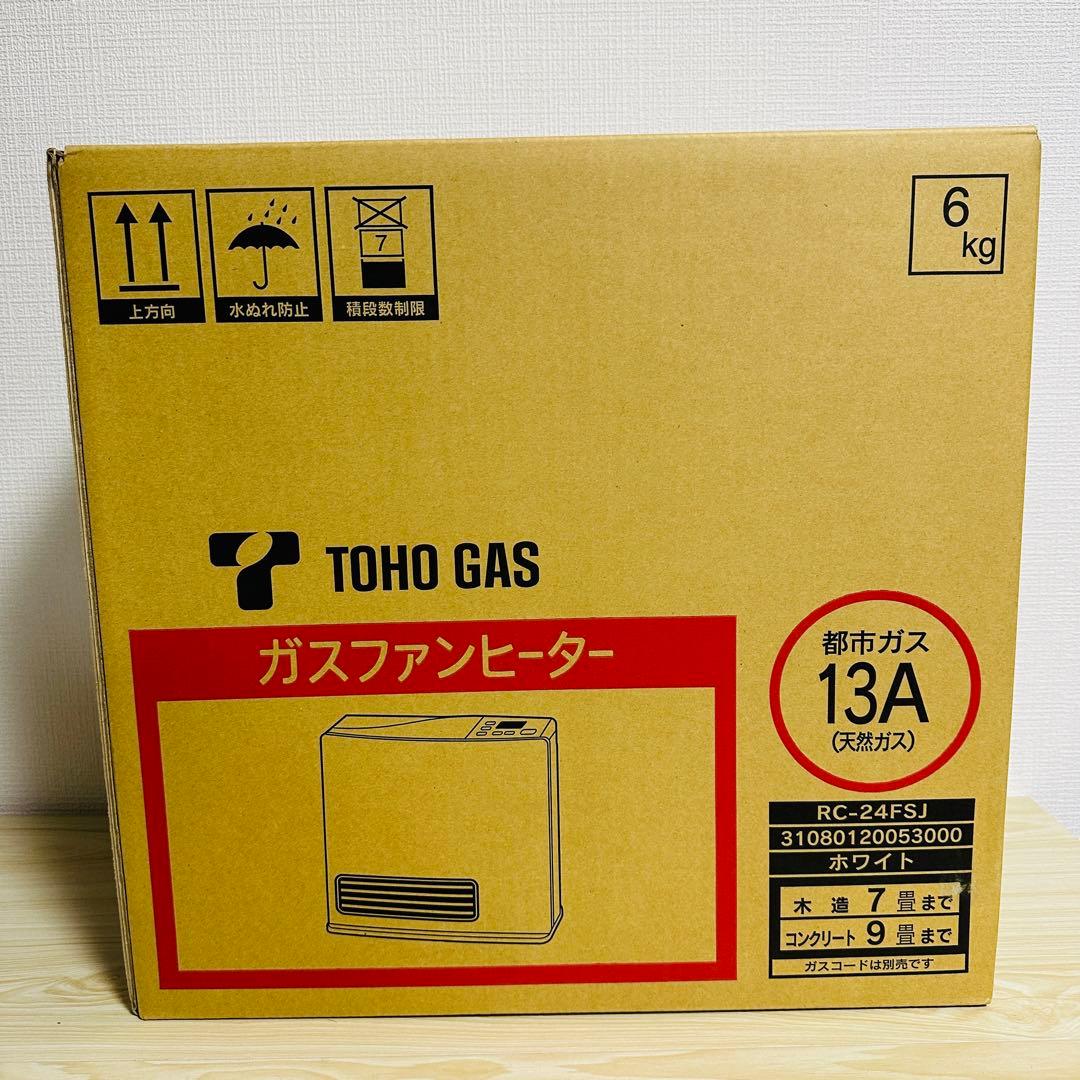 上方向
水ぬれ防止
7
積段数制限
6
kg
TOHO GAS
ガスファンヒーター
都市ガス
13A
(天然ガス)
RC-24FSJ
31080120053000
ホワイト
木造 7 畳まで
コンクリート 9 畳まで
ガスコードは別売です